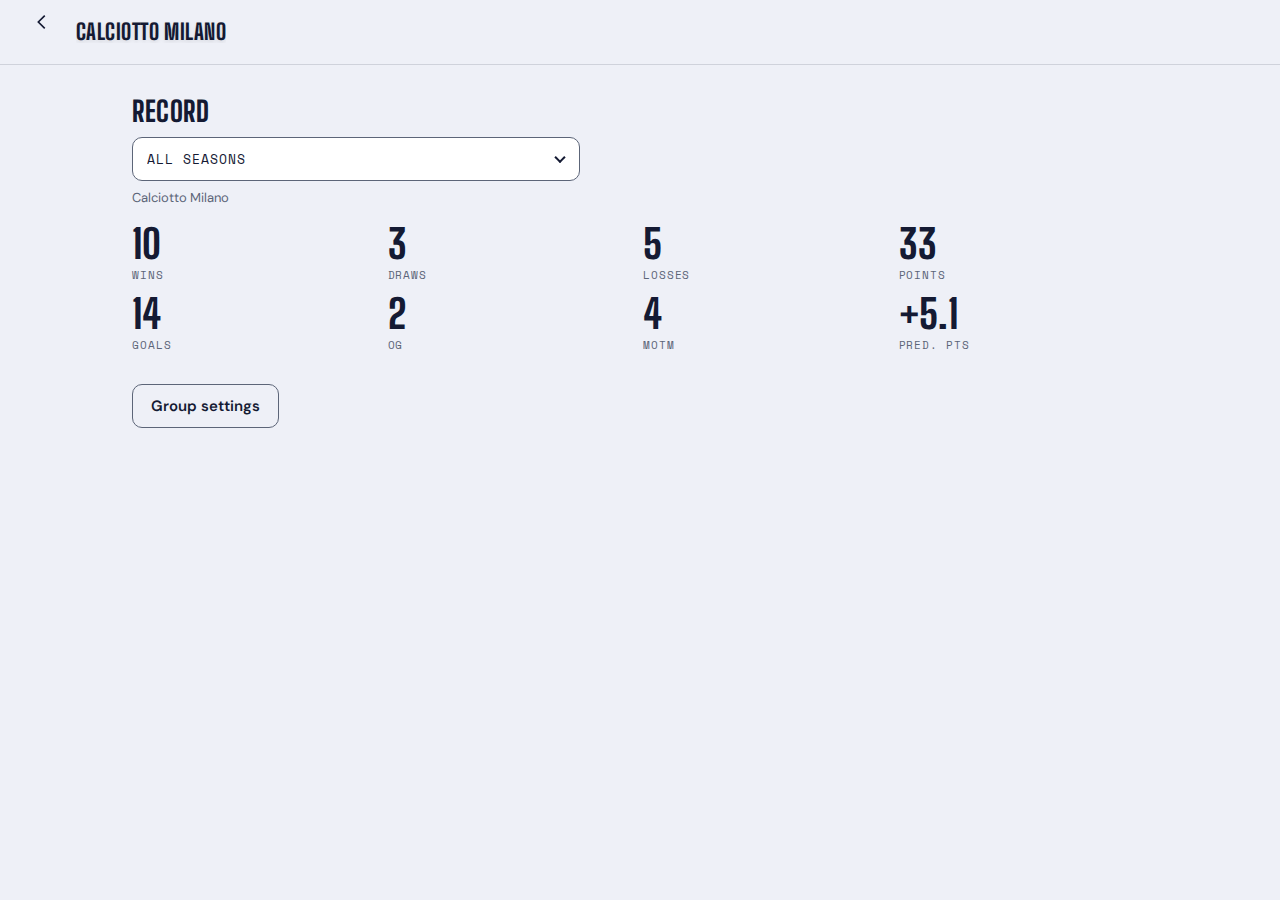 CALCIOTTO MILANO
RECORD
ALL SEASONS
Calciotto Milano
10 3 5 33
WINS DRAWS LOSSES POINTS
14 2 4 +5.1
GOALS OG MOTM PRED. PTS
Group settings